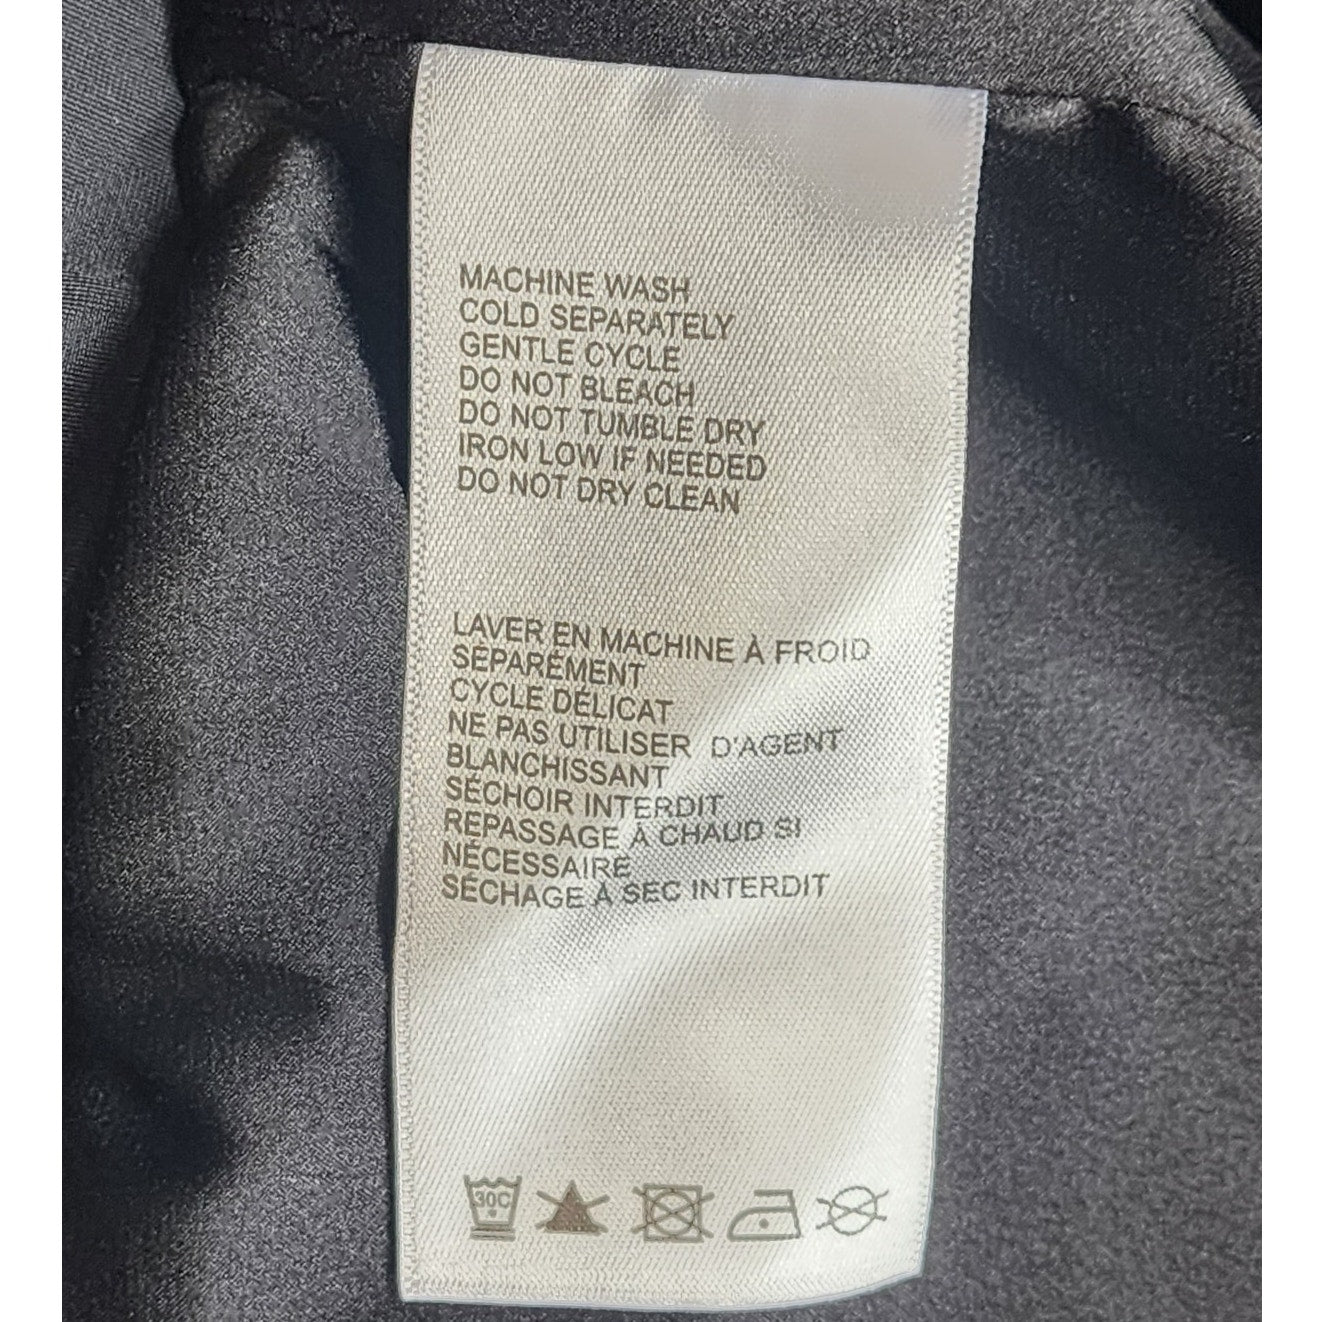 MACHINE WASH
COLD SEPARATELY
GENTLE CYCLE
DO NOT BLEACH
DO NOT TUMBLE DRY
IRON LOW IF NEEDED
DO NOT DRY CLEAN
LAVER EN MACHINE À FROID
SÉPARÉMENT
CYCLE DÉLICAT
NE PAS UTILISER D'AGENT
BLANCHISSANT
SÉCHOIR INTERDIT
REPASSAGE À CHAUD SI
NÉCESSAIRE
SÉCHAGE À SEC INTERDIT
30C